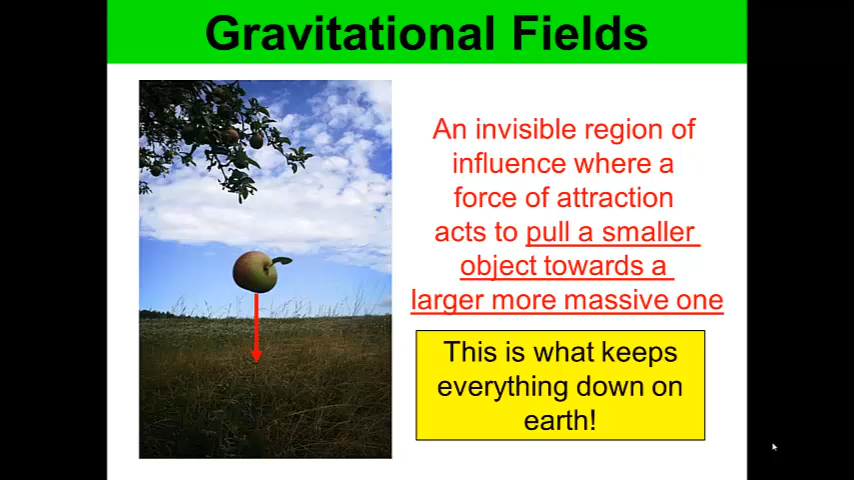 Gravitational Fields
An invisible region of
influence where a
force of attraction
acts to pull a smaller
object towards a
larger more massive one
This is what keeps
everything down on
earth!